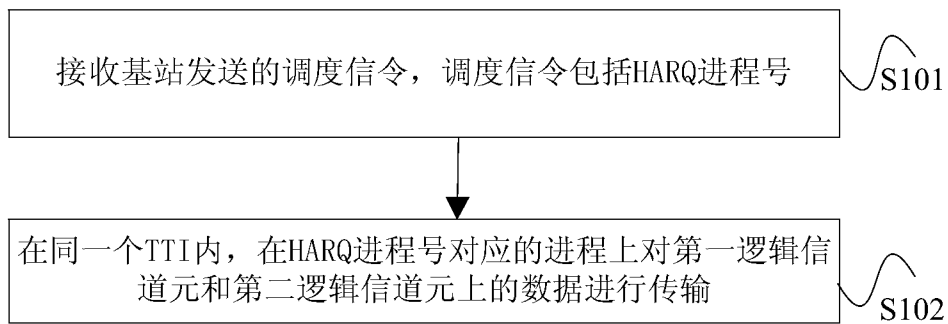 接收基站发送的调度信令，调度信令包括HARQ进程号
S101
在同一个TTI内，在HARQ进程号对应的进程上对第一逻辑信
道元和第二逻辑信道元上的数据进行传输
S102